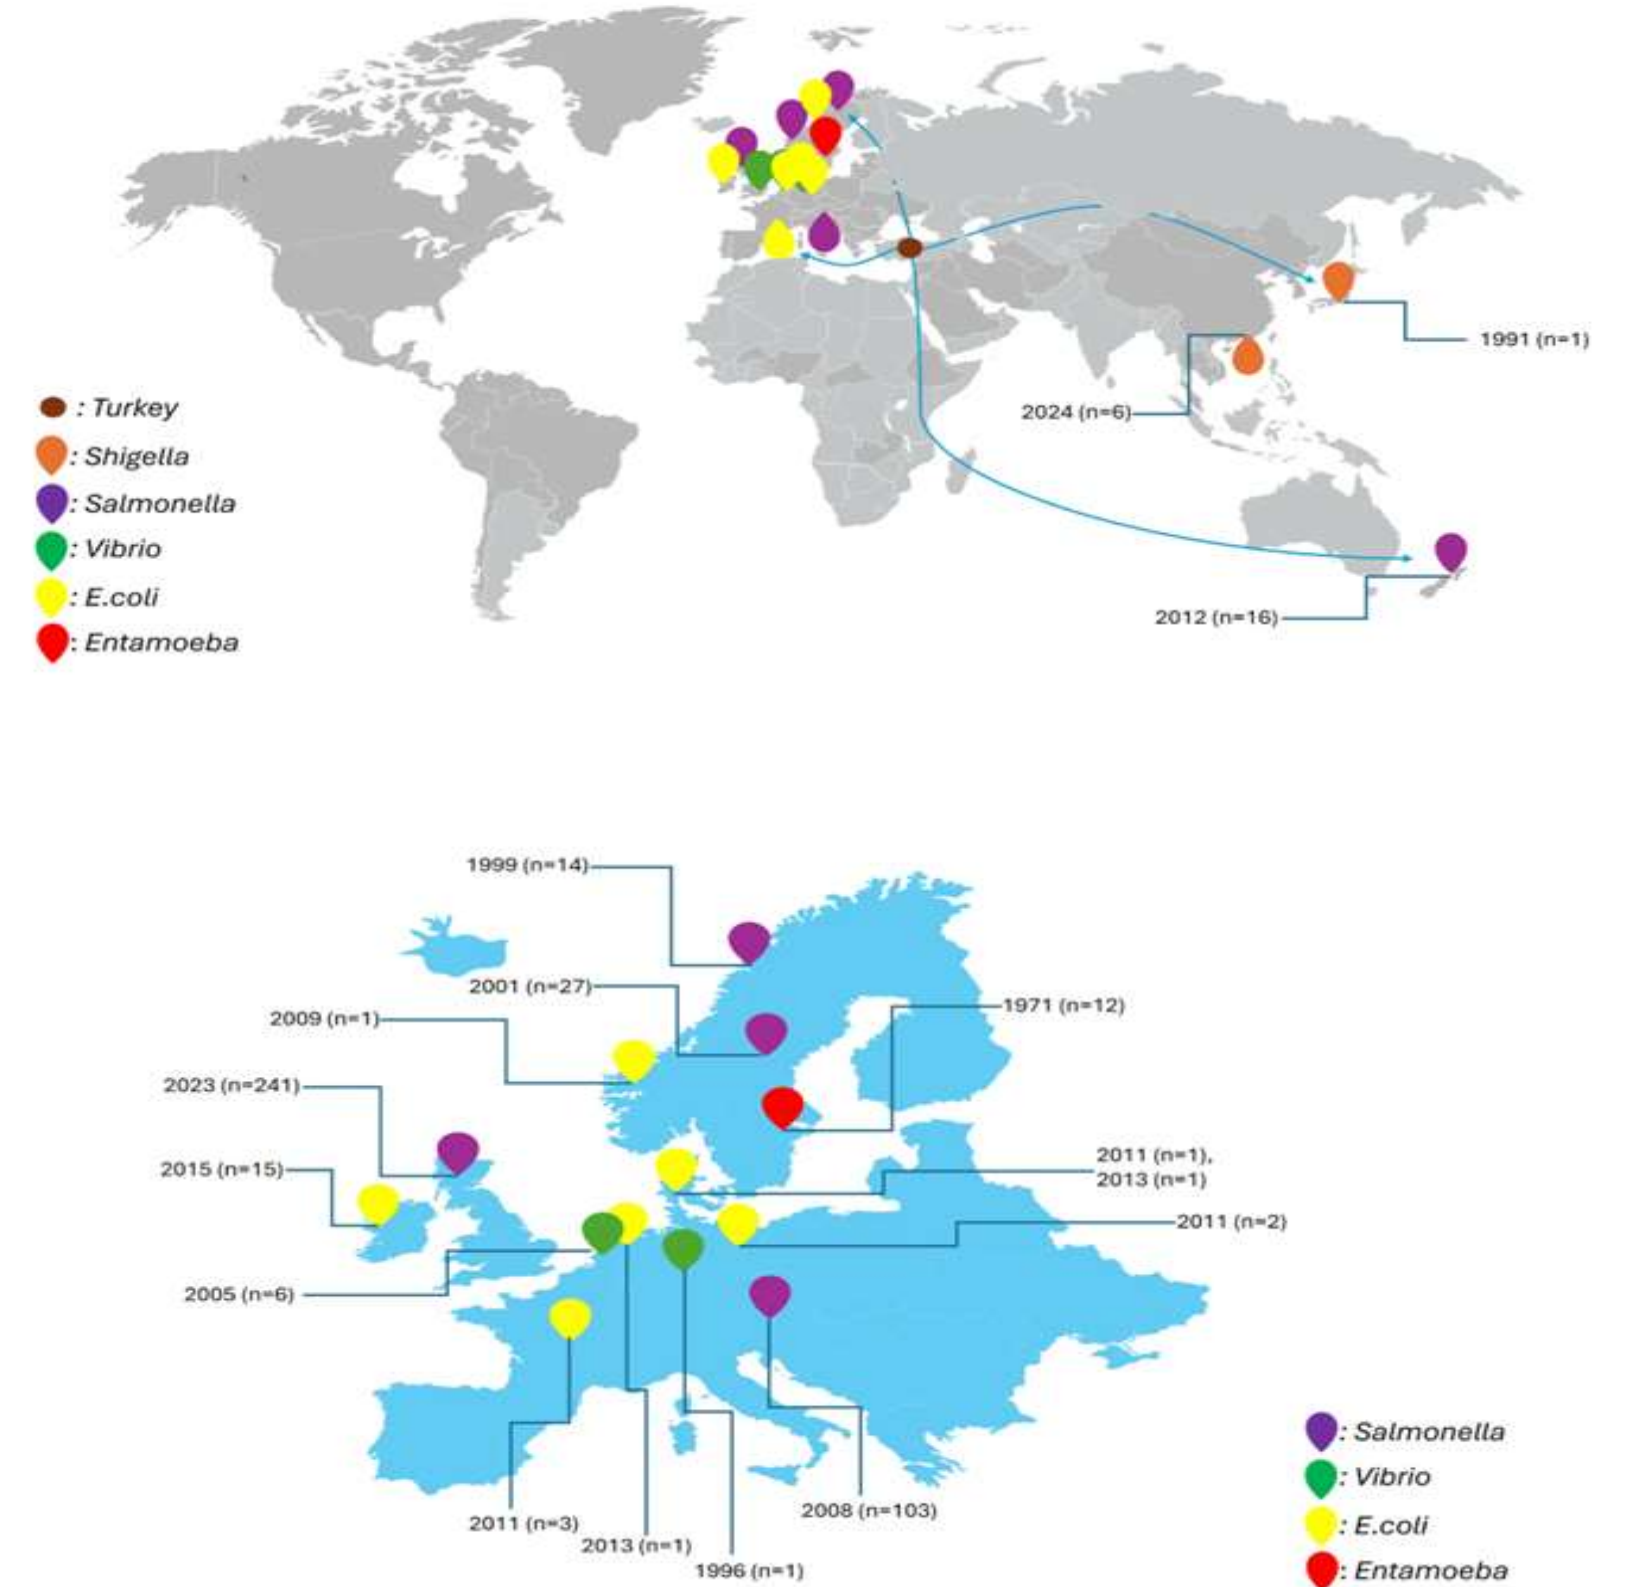 1991 (n=1)
2024 (n=6)
2012 (n=16)
: Turkey
: Shigella
: Salmonella
: Vibrio
: E.coli
: Entamoeba
1999 (n=14)
2001 (n=27)
1971 (n=12)
2009 (n=1)
2023 (n=241)
2015 (n=15)
2011 (n=1),
2013 (n=1)
2011 (n=2)
2005 (n=6)
2011 (n=3)
2013 (n=1)
1996 (n=1)
2008 (n=103)
: Salmonella
: Vibrio
: E.coli
: Entamoeba